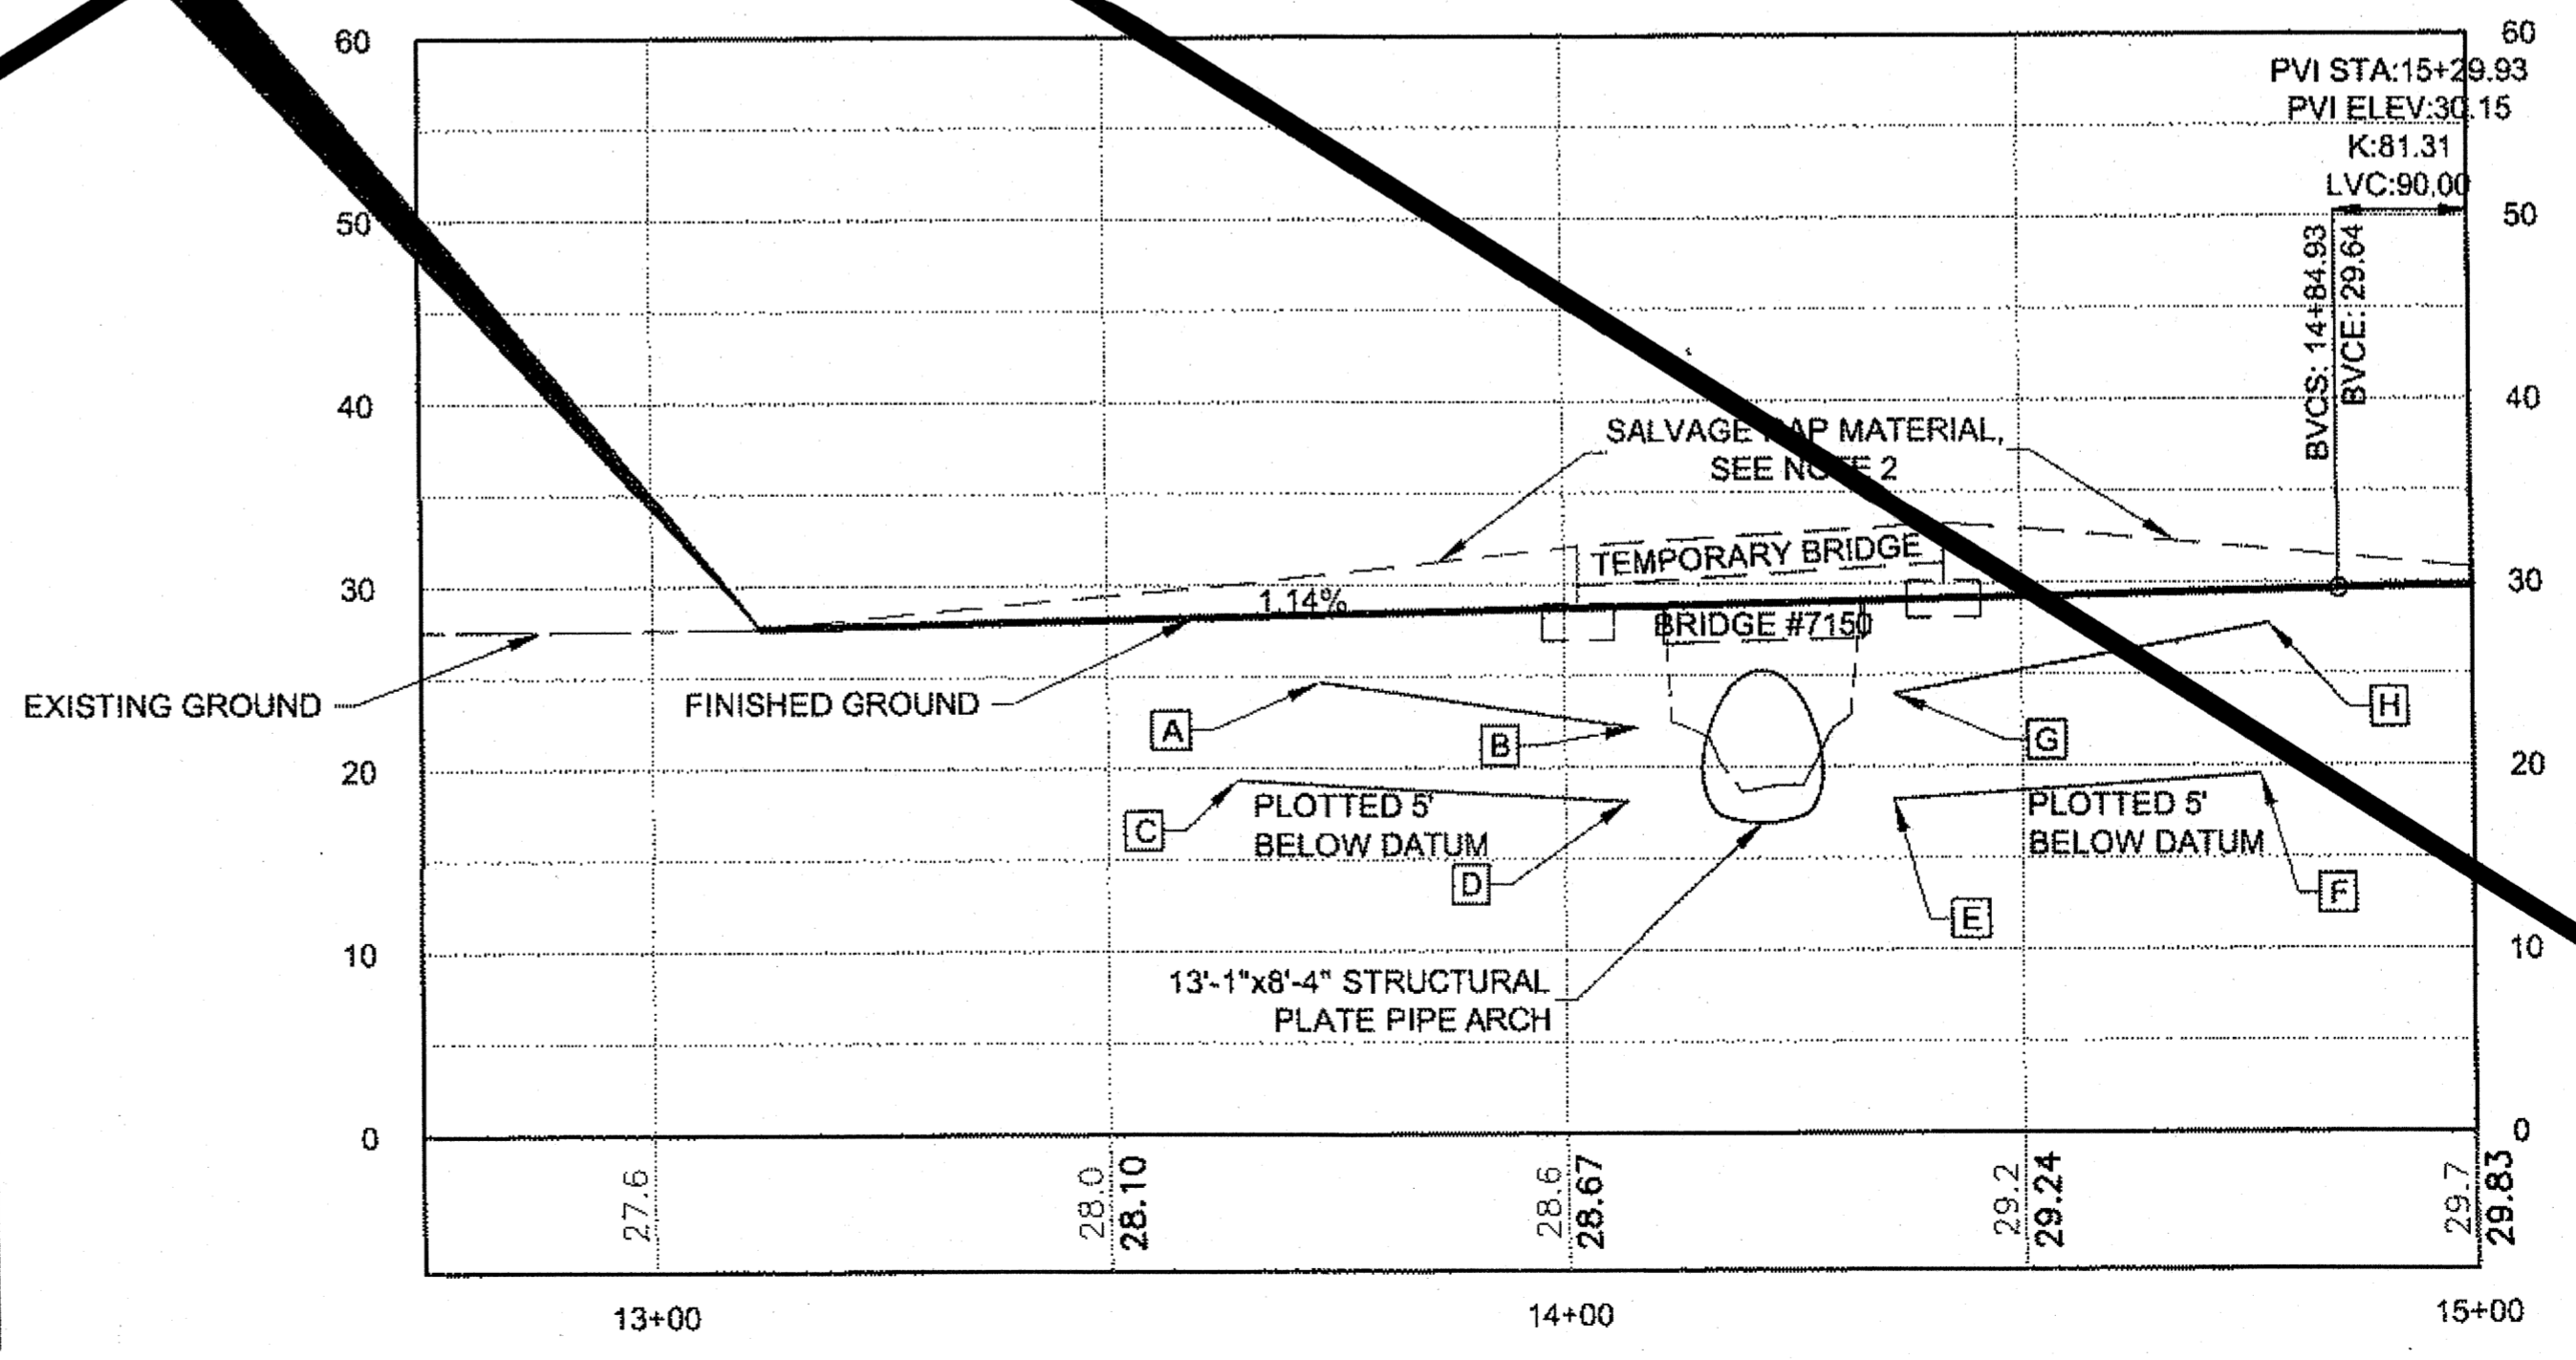 60
60
PVI STA:15+29.93
PVI ELEV:30.15
K:81.31
LVC:90.00
50
50
BVCS: 14+84.93
BVCE: 29.64
40
40
SALVAGE MATERIAL,
SEE NOTE 2
TEMPORARY BRIDGE
30
30
1.14%
BRIDGE #7150
EXISTING GROUND
FINISHED GROUND
A
B
G
H
20
20
C
PLOTTED 5'
BELOW DATUM
D
PLOTTED 5'
BELOW DATUM
E
F
10
10
13'-1"x8'-4" STRUCTURAL
PLATE PIPE ARCH
0
0
27.6
28.0
28.10
28.6
28.67
29.2
29.24
29.7
29.83
13+00
14+00
15+00